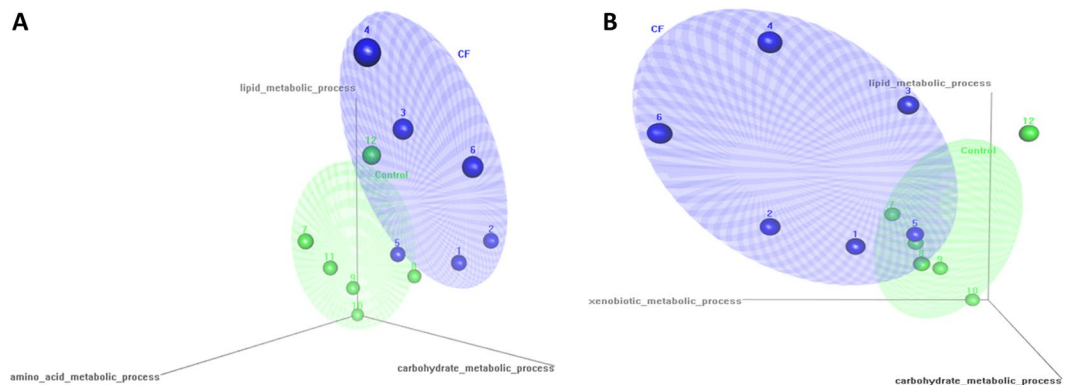 A
4
CF
lipid_metabolic_process
3
12
6
Control
7
2
5
11
1
8
9
10
carbohydrate_metabolic_process
amino_acid_metabolic_process
B
CF
4
lipid_metabolic_process
3
6
12
Control
7
2
5
1
9
10
xenobiotic_metabolic_process
carbohydrate_metabolic_process